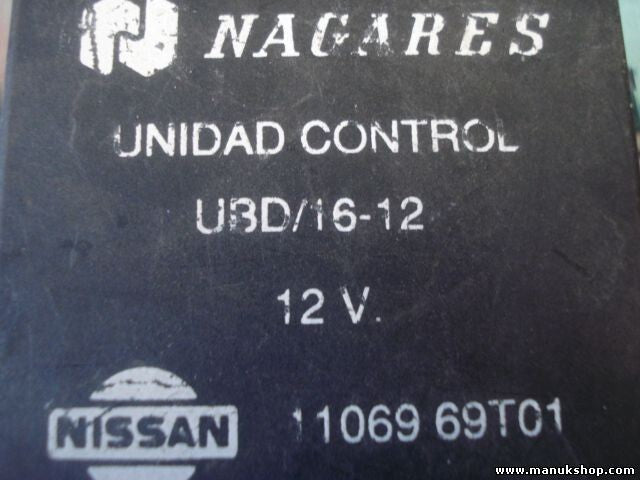 NAGARES
UNIDAD CONTROL
UBD/16-12
12 V.
NISSAN 11069 69T01
www.manukshop.com